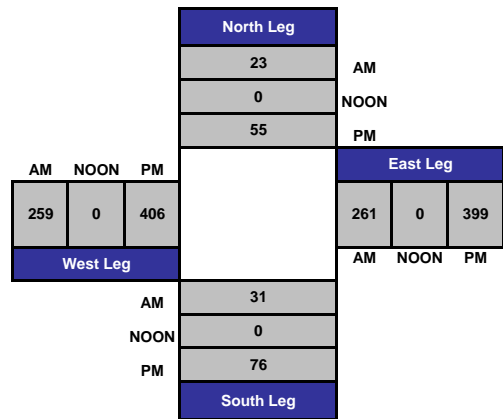 North Leg
23 AM
0 NOON
55 PM
AM NOON PM
East Leg
259 0 406
261 0 399
West Leg
AM NOON PM
AM 31
NOON 0
PM 76
South Leg